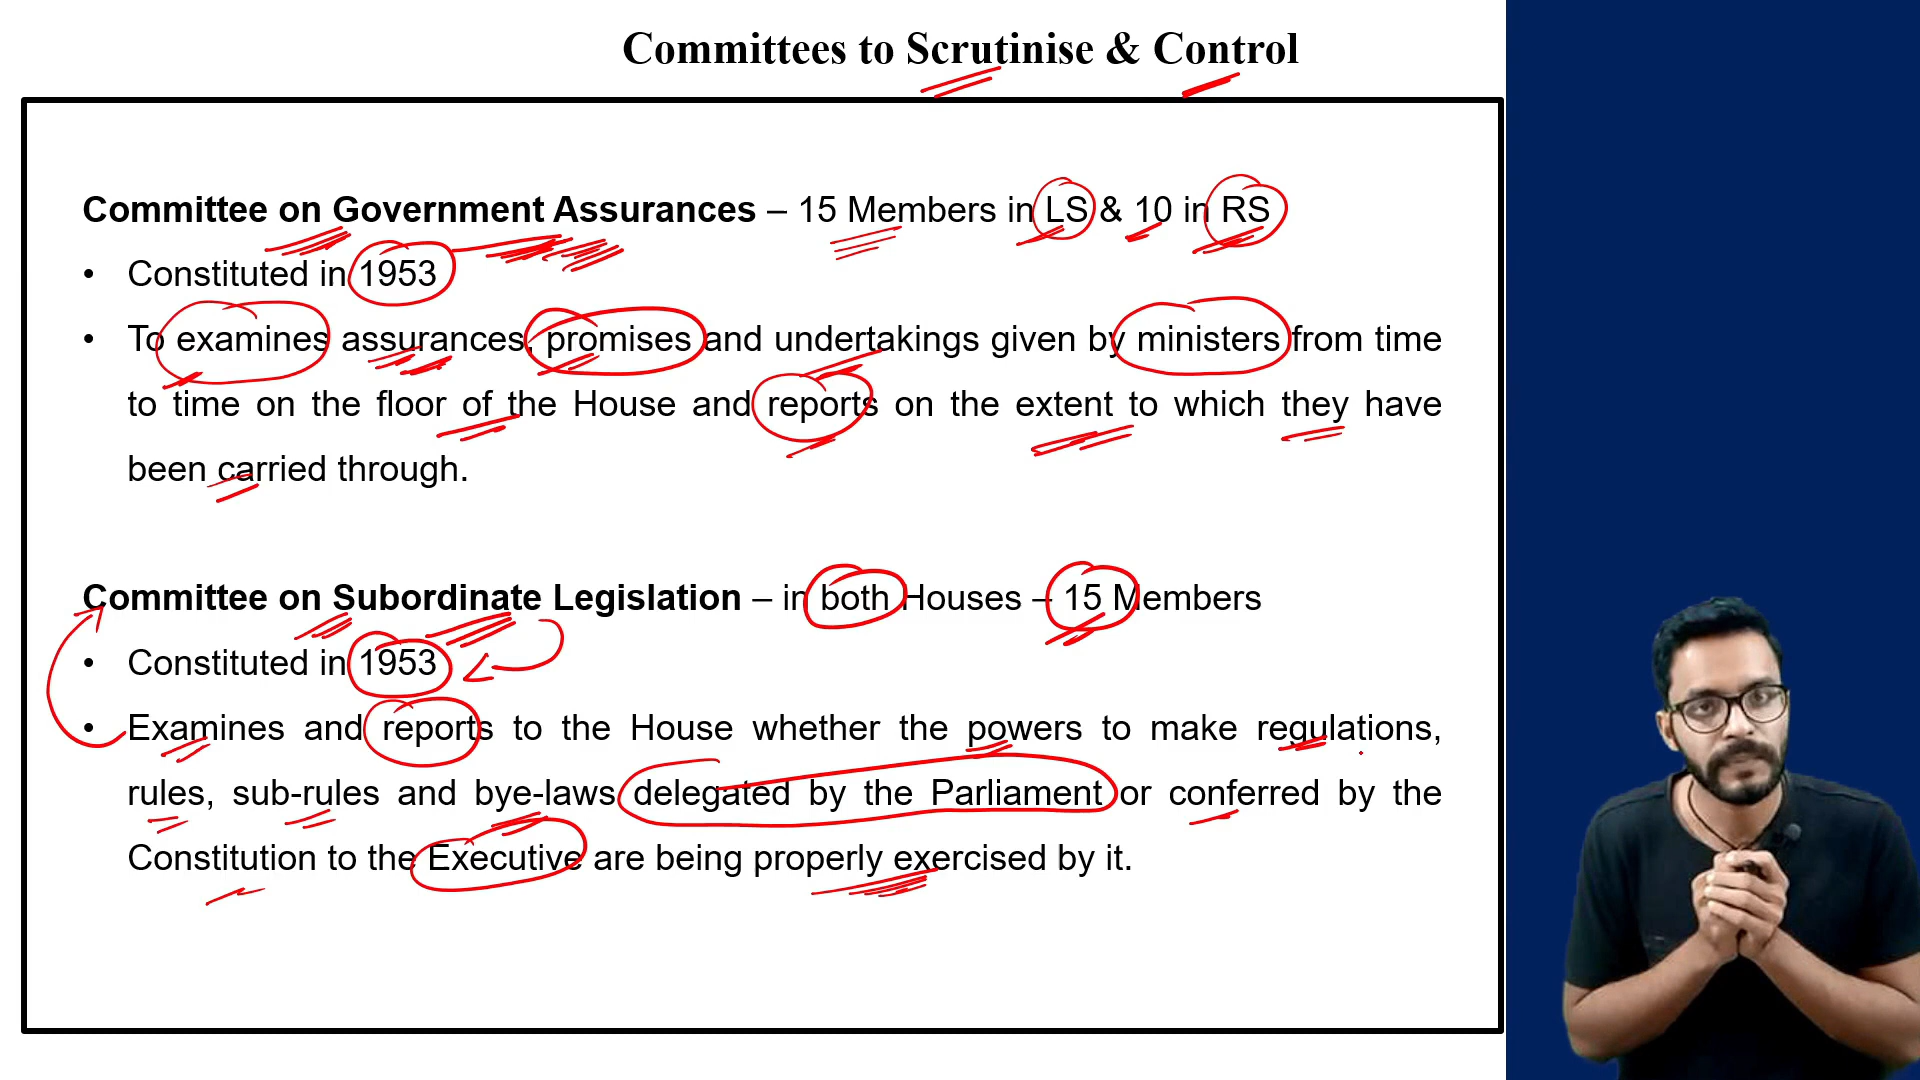 Committees to Scrutinise & Control
Committee on Government Assurances – 15 Members in LS & 10 in RS
• Constituted in 1953
• To examines assurances, promises and undertakings given by ministers from time
to time on the floor of the House and reports on the extent to which they have
been carried through.
Committee on Subordinate Legislation – in both Houses – 15 Members
• Constituted in 1953
• Examines and reports to the House whether the powers to make regulations,
rules, sub-rules and bye-laws delegated by the Parliament or conferred by the
Constitution to the Executive are being properly exercised by it.